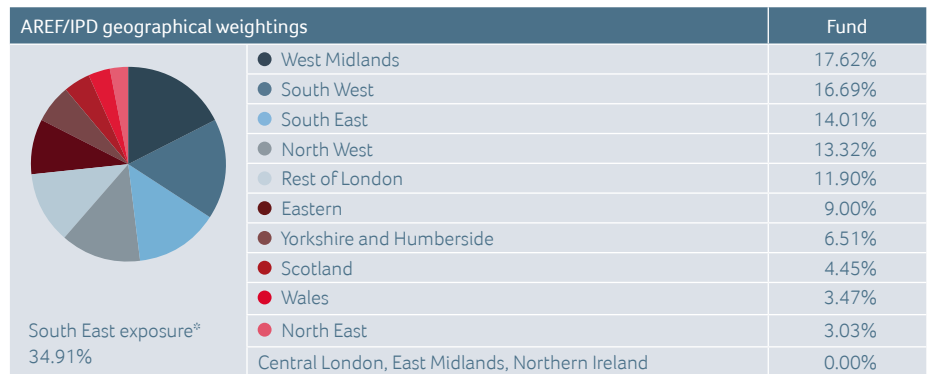 AREF/IPD geographical weightings Fund
West Midlands 17.62%
South West 16.69%
South East 14.01%
North West 13.32%
Rest of London 11.90%
Eastern 9.00%
Yorkshire and Humberside 6.51%
Scotland 4.45%
Wales 3.47%
North East 3.03%
Central London, East Midlands, Northern Ireland 0.00%
South East exposure*
34.91%